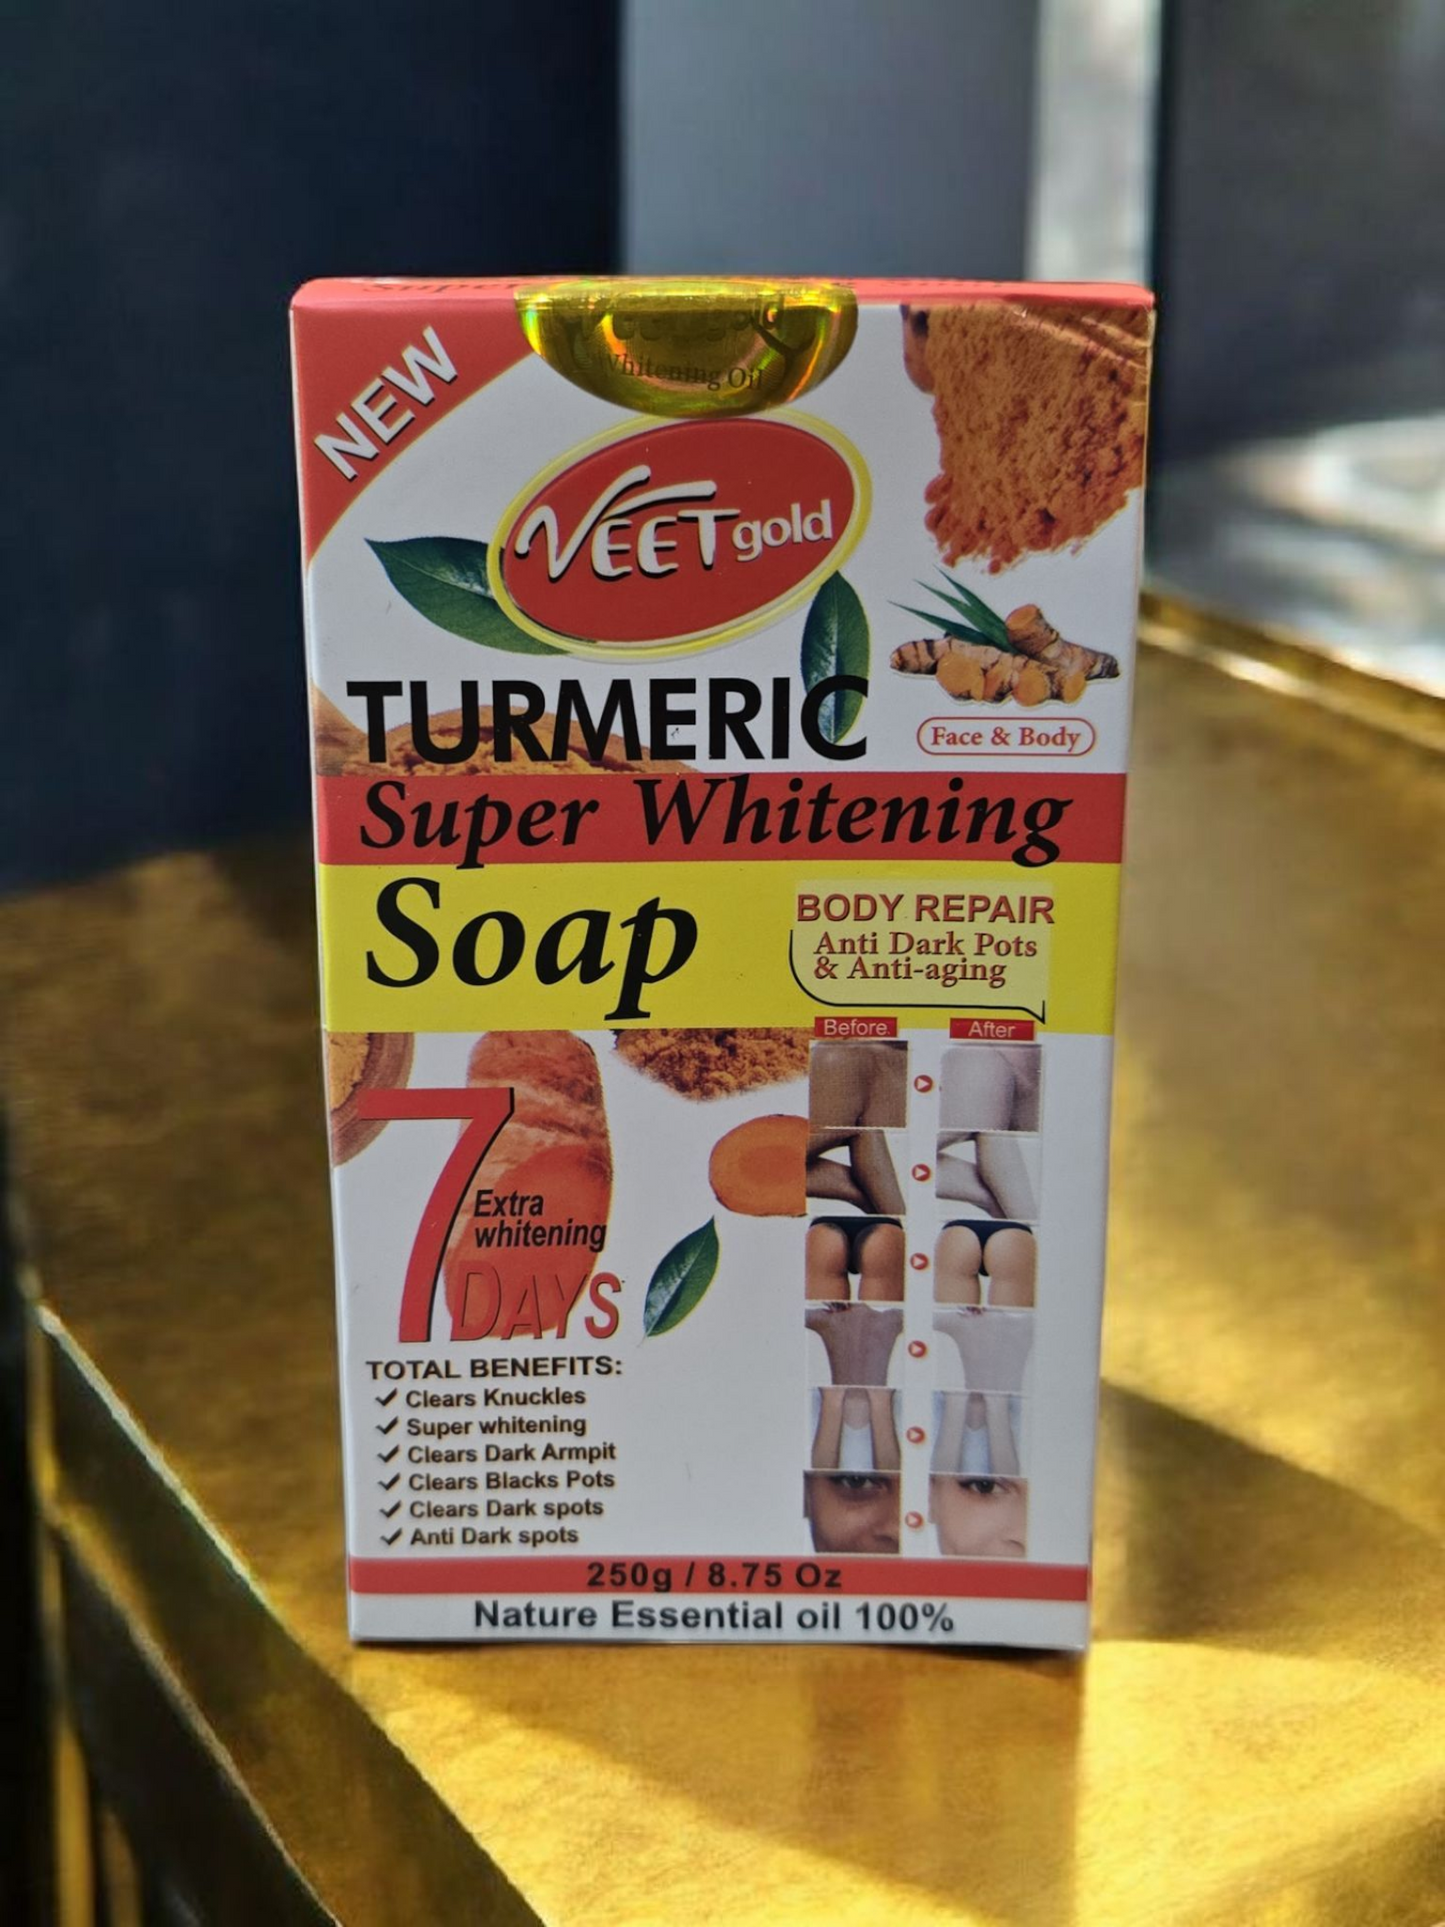 Whitening Oil
NEW
VEET gold
TURMERIC
Face & Body
Super Whitening
Soap
BODY REPAIR
Anti Dark Pots
& Anti-aging
Before
After
7
Extra
whitening
DAYS
TOTAL BENEFITS:
✓ Clears Knuckles
✓ Super whitening
✓ Clears Dark Armpit
✓ Clears Blacks Pots
✓ Clears Dark spots
✓ Anti Dark spots
250g / 8.75 Oz
Nature Essential oil 100%